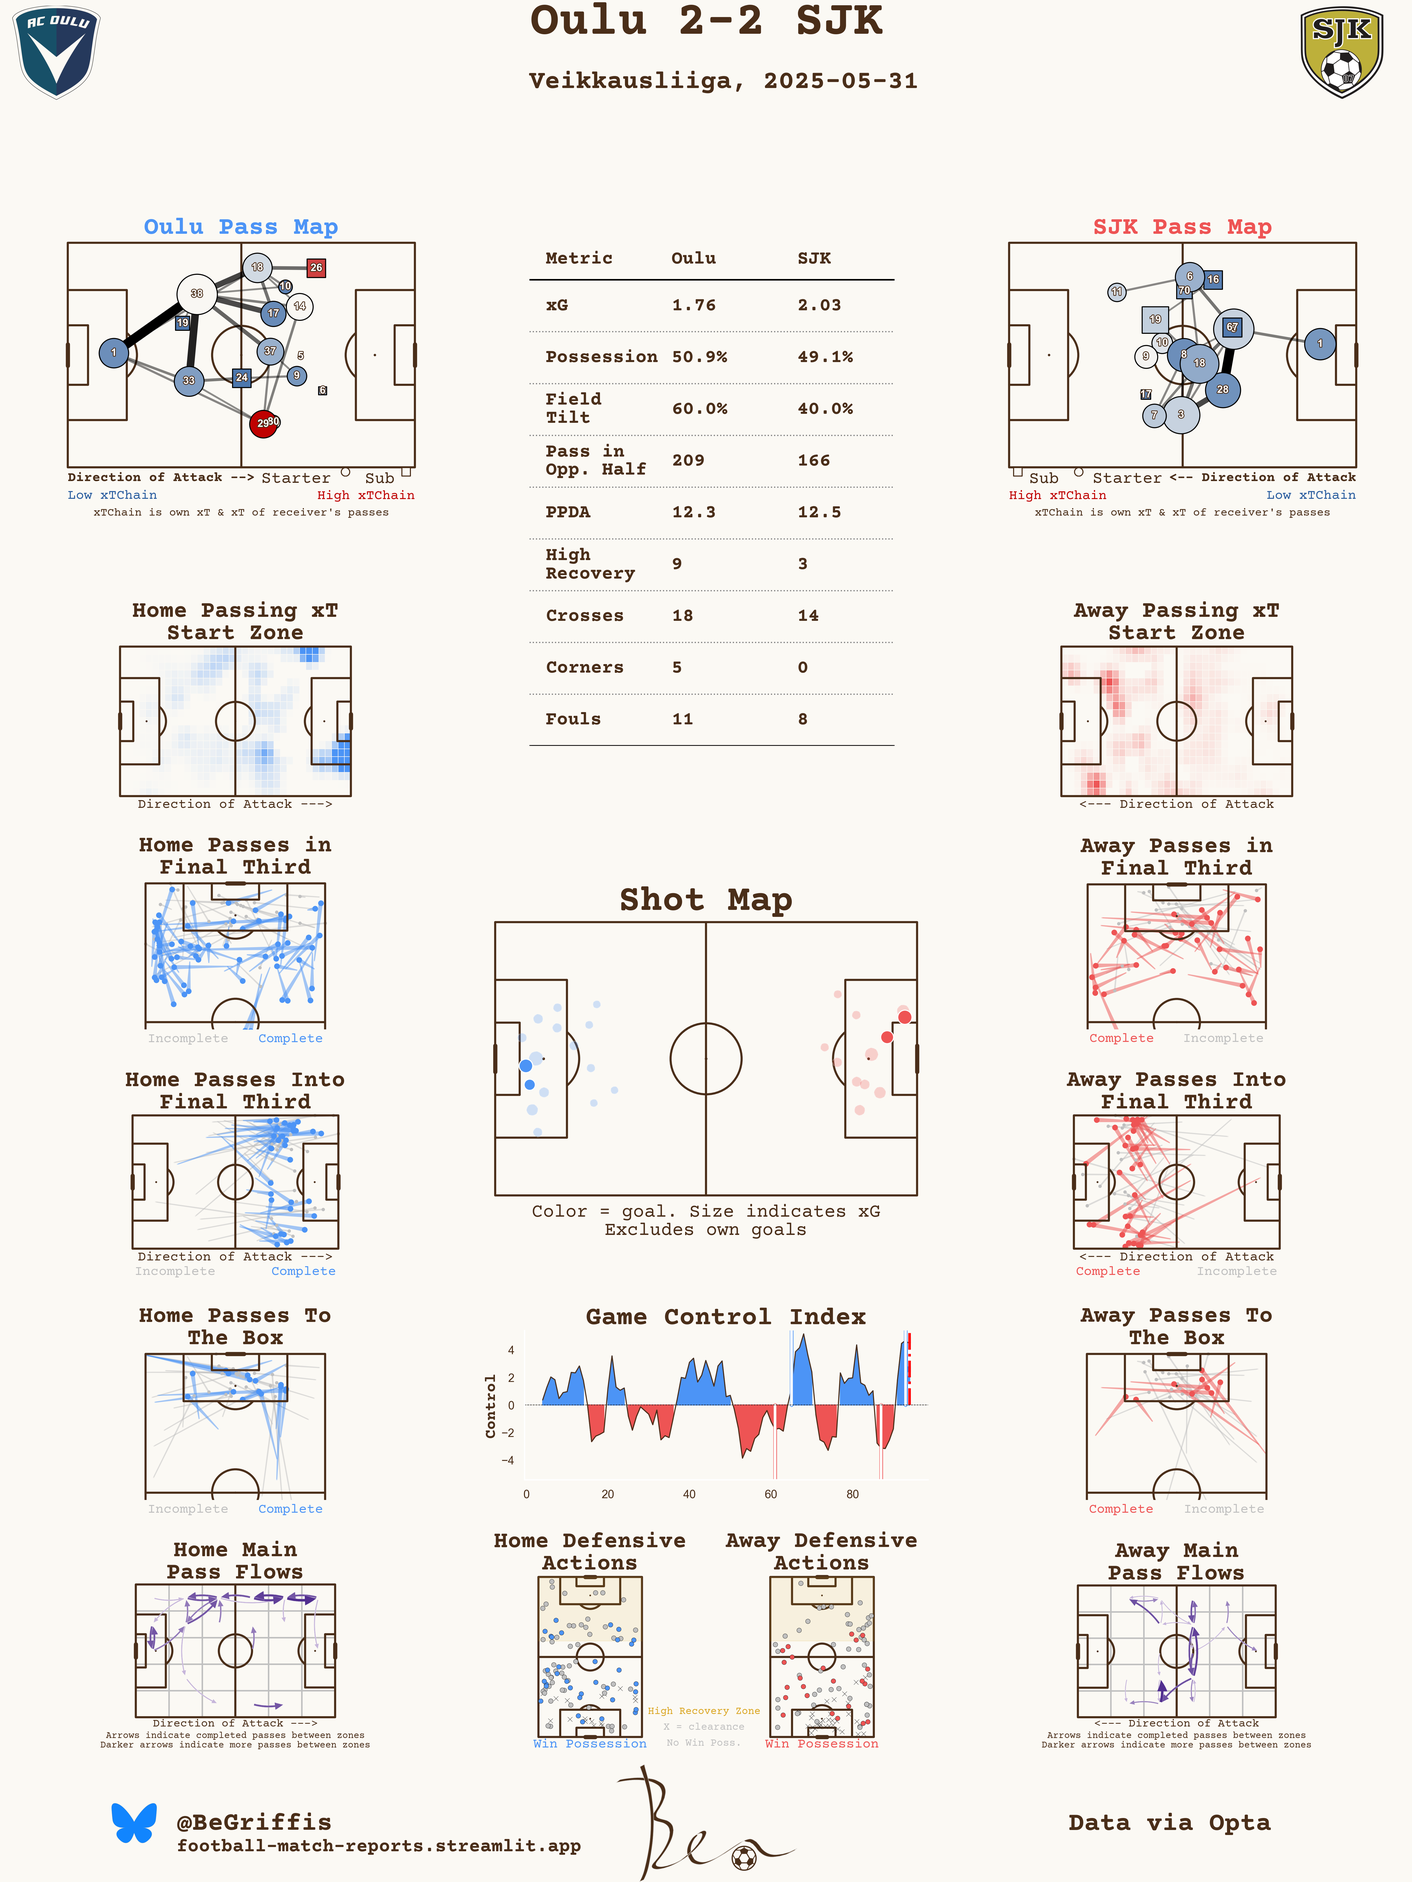 AC OULU
Oulu 2-2 SJK
SJK
Veikkausliiga, 2025-05-31
Oulu Pass Map
1
38
19
33
18
26
10
14
17
37
5
24
9
6
29
80
Direction of Attack --> Starter Sub
Low xTChain High xTChain
xTChain is own xT & xT of receiver's passes
Metric Oulu SJK
xG 1.76 2.03
Possession 50.9% 49.1%
Field
Tilt 60.0% 40.0%
Pass in
Opp. Half 209 166
PPDA 12.3 12.5
High
Recovery 9 3
Crosses 18 14
Corners 5 0
Fouls 11 8
SJK Pass Map
6
16
11
70
19
67
10
9
8
18
1
28
17
7
3
Sub Starter <-- Direction of Attack
High xTChain Low xTChain
xTChain is own xT & xT of receiver's passes
Home Passing xT
Start Zone
Direction of Attack --->
Away Passing xT
Start Zone
<--- Direction of Attack
Home Passes in
Final Third
Incomplete Complete
Away Passes in
Final Third
Complete Incomplete
Shot Map
Color = goal. Size indicates xG
Excludes own goals
Home Passes Into
Final Third
Direction of Attack --->
Incomplete Complete
Away Passes Into
Final Third
<--- Direction of Attack
Complete Incomplete
Home Passes To
The Box
Incomplete Complete
Game Control Index
Control
4
2
0
−2
−4
0 20 40 60 80
Away Passes To
The Box
Complete Incomplete
Home Main
Pass Flows
Direction of Attack --->
Arrows indicate completed passes between zones
Darker arrows indicate more passes between zones
Home Defensive
Actions
Win Possession
Away Defensive
Actions
Win Possession
High Recovery Zone
X = clearance
No Win Poss.
Away Main
Pass Flows
<--- Direction of Attack
Arrows indicate completed passes between zones
Darker arrows indicate more passes between zones
@BeGriffis
football-match-reports.streamlit.app
Ben
Data via Opta